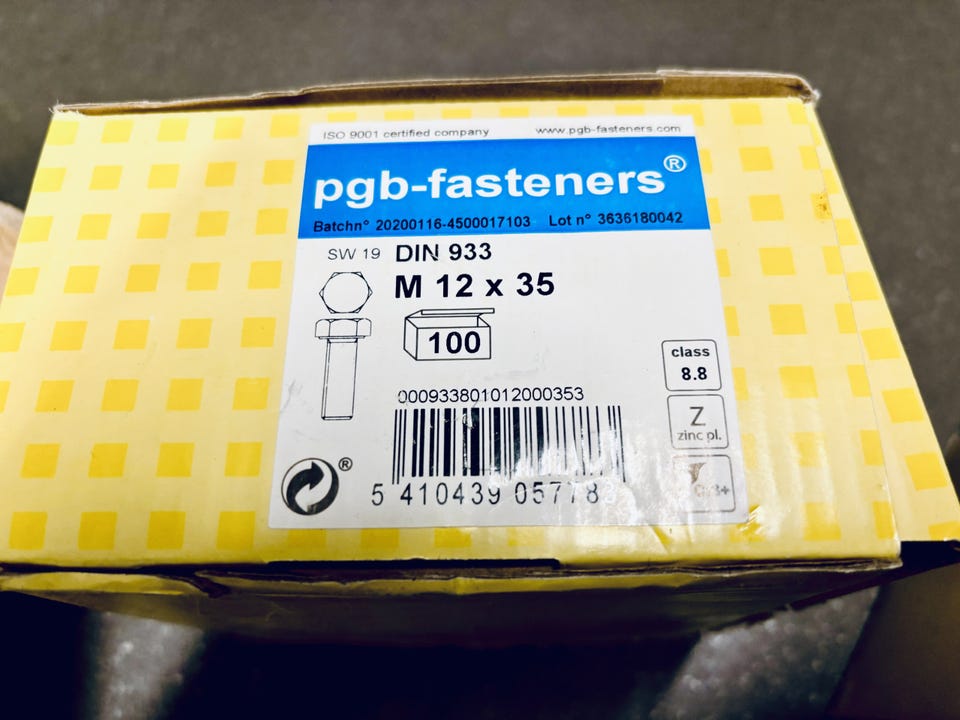 ISO 9001 certified company www.pgb-fasteners.com
pgb-fasteners®
Batchn° 20200116-4500017103 Lot n° 3636180042
SW 19 DIN 933
M 12 x 35
100
class
8.8
Z
zinc pl.
000933801012000353
®
5 410439 05778